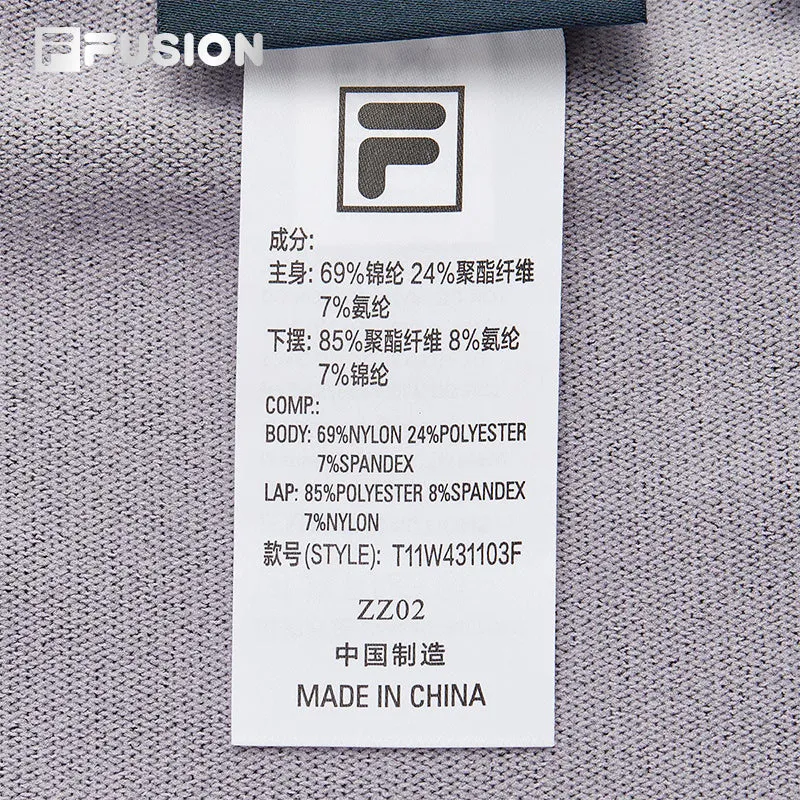 FUSION
成分:
主身: 69%锦纶 24%聚酯纤维
7%氨纶
下摆: 85%聚酯纤维 8%氨纶
7%锦纶
COMP.:
BODY: 69%NYLON 24%POLYESTER
7%SPANDEX
LAP: 85%POLYESTER 8%SPANDEX
7%NYLON
款号(STYLE): T11W431103F
ZZ02
中国制造
MADE IN CHINA